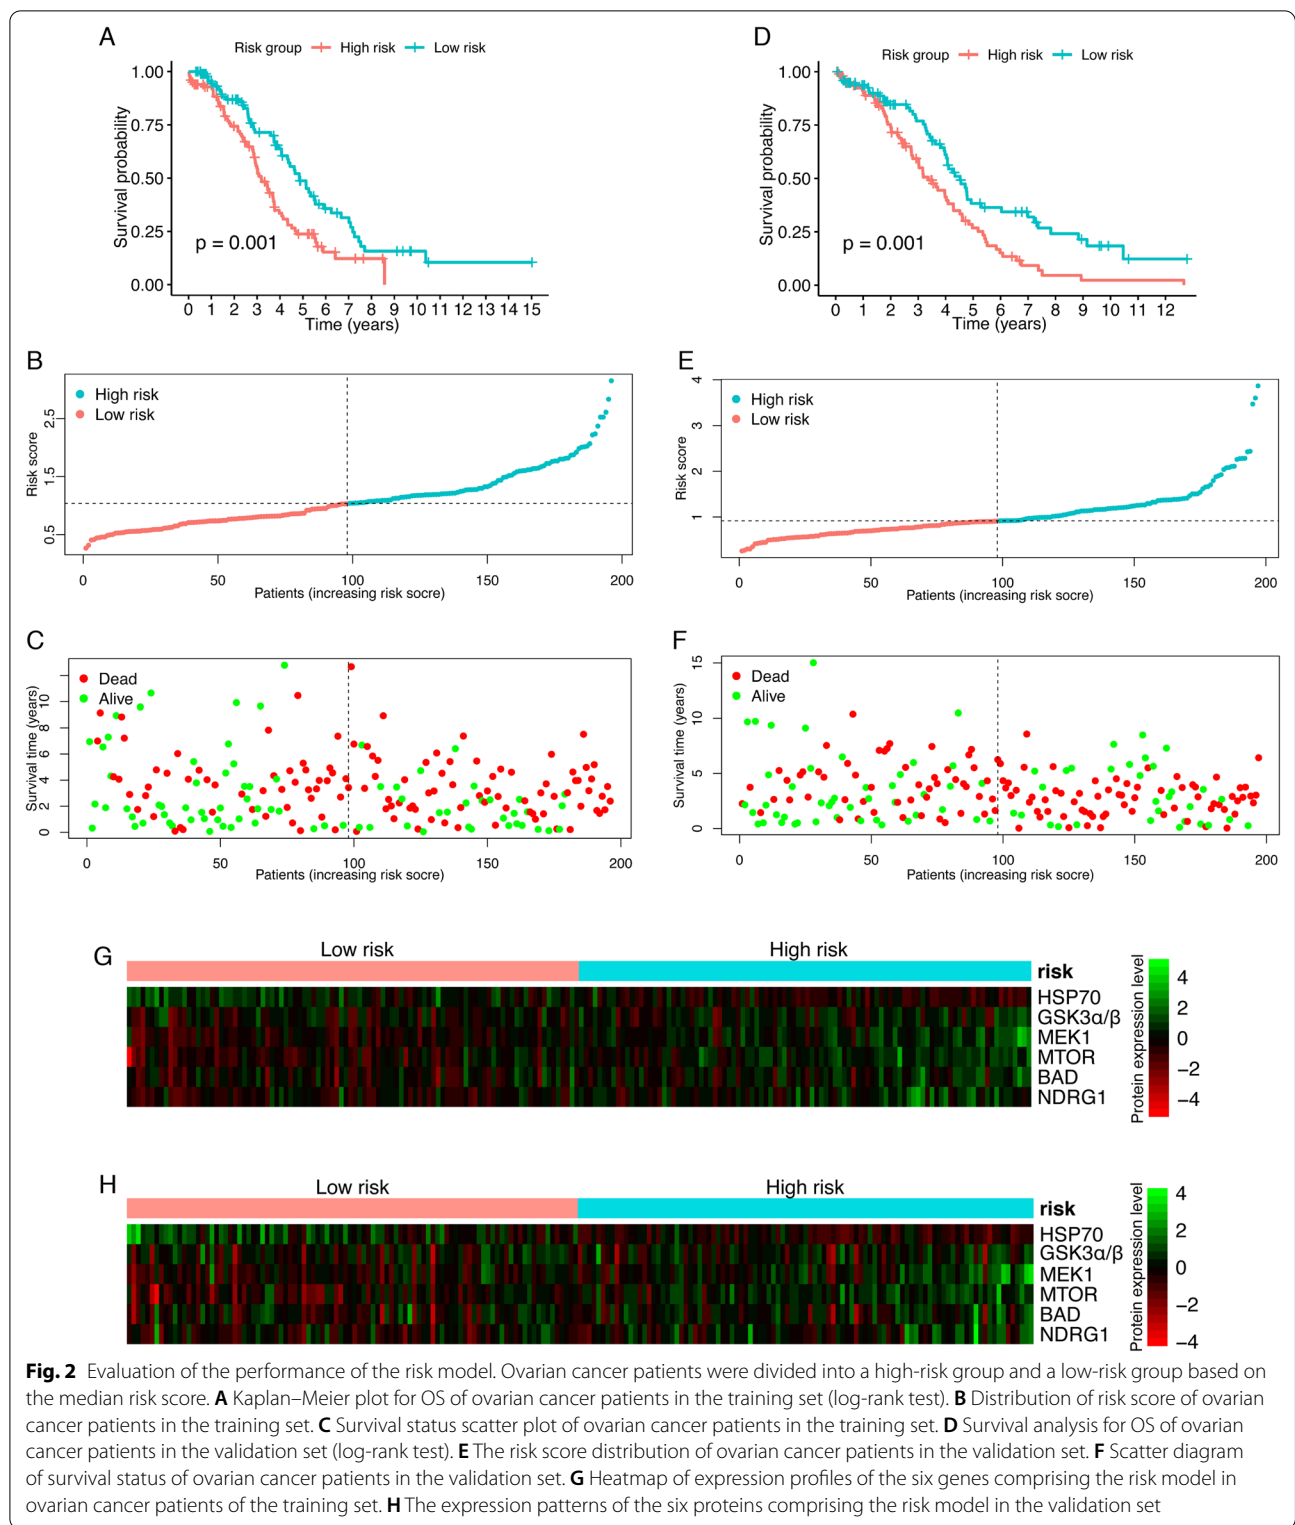 A
Risk group High risk Low risk
Survival probability
1.00
0.75
0.50
0.25
0.00
p = 0.001
0 1 2 3 4 5 6 7 8 9 10 11 12 13 14 15
Time (years)
D
Risk group High risk Low risk
Survival probability
1.00
0.75
0.50
0.25
0.00
p = 0.001
0 1 2 3 4 5 6 7 8 9 10 11 12
Time (years)
B
High risk
Low risk
Risk score
2.5
1.5
0.5
0 50 100 150 200
Patients (increasing risk socre)
E
High risk
Low risk
Risk score
4
3
2
1
0 50 100 150 200
Patients (increasing risk socre)
C
Dead
Alive
Survival time (years)
10
8
6
4
2
0
0 50 100 150 200
Patients (increasing risk socre)
F
Dead
Alive
Survival time (years)
15
10
5
0
0 50 100 150 200
Patients (increasing risk socre)
G
Low risk High risk
risk
HSP70
GSK3α/β
MEK1
MTOR
BAD
NDRG1
Protein expression level
4
2
0
−2
−4
H
Low risk High risk
risk
HSP70
GSK3α/β
MEK1
MTOR
BAD
NDRG1
Protein expression level
4
2
0
−2
−4
Fig. 2 Evaluation of the performance of the risk model. Ovarian cancer patients were divided into a high-risk group and a low-risk group based on
the median risk score. A Kaplan–Meier plot for OS of ovarian cancer patients in the training set (log-rank test). B Distribution of risk score of ovarian
cancer patients in the training set. C Survival status scatter plot of ovarian cancer patients in the training set. D Survival analysis for OS of ovarian
cancer patients in the validation set (log-rank test). E The risk score distribution of ovarian cancer patients in the validation set. F Scatter diagram
of survival status of ovarian cancer patients in the validation set. G Heatmap of expression profiles of the six genes comprising the risk model in
ovarian cancer patients of the training set. H The expression patterns of the six proteins comprising the risk model in the validation set